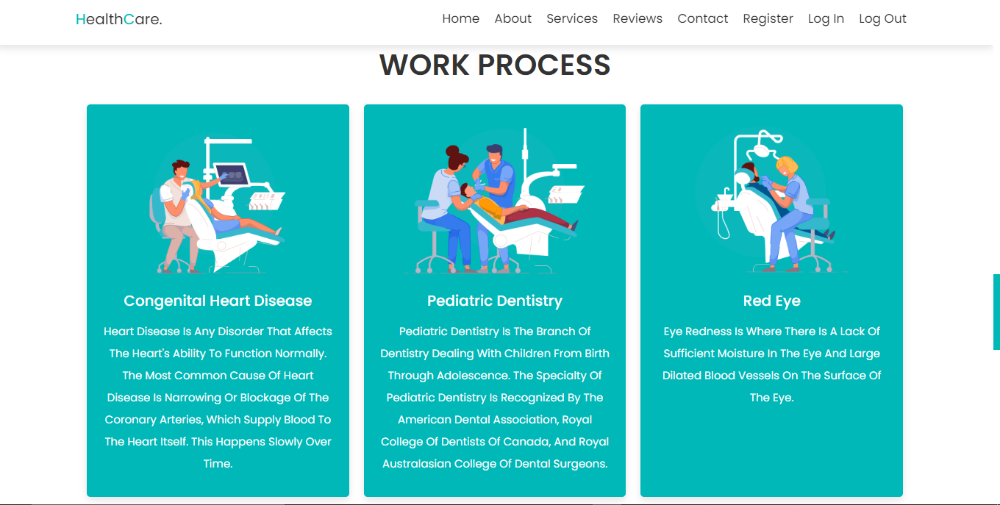 HealthCare.
Home About Services Reviews Contact Register Log In Log Out
WORK PROCESS
Congenital Heart Disease
Heart Disease Is Any Disorder That Affects
The Heart's Ability To Function Normally.
The Most Common Cause Of Heart
Disease Is Narrowing Or Blockage Of The
Coronary Arteries, Which Supply Blood To
The Heart Itself. This Happens Slowly Over
Time.
Pediatric Dentistry
Pediatric Dentistry Is The Branch Of
Dentistry Dealing With Children From Birth
Through Adolescence. The Specialty Of
Pediatric Dentistry Is Recognized By The
American Dental Association, Royal
College Of Dentists Of Canada, And Royal
Australasian College Of Dental Surgeons.
Red Eye
Eye Redness Is Where There Is A Lack Of
Sufficient Moisture In The Eye And Large
Dilated Blood Vessels On The Surface Of
The Eye.